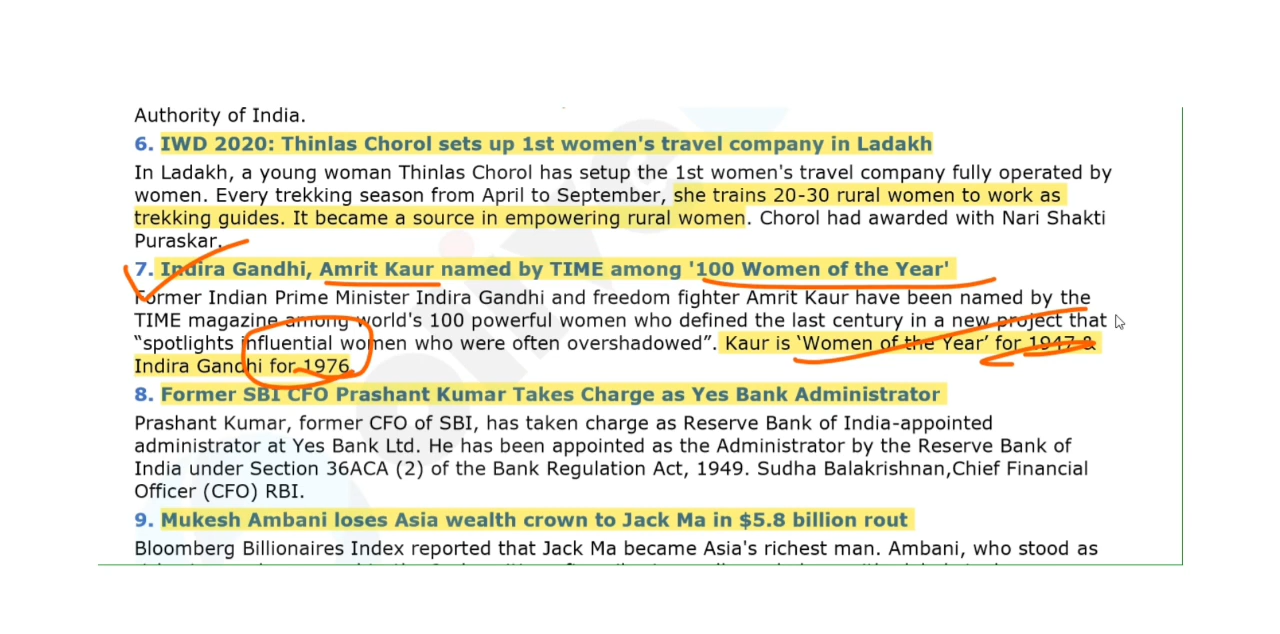 Authority of India.
6. IWD 2020: Thinlas Chorol sets up 1st women's travel company in Ladakh
In Ladakh, a young woman Thinlas Chorol has setup the 1st women's travel company fully operated by
women. Every trekking season from April to September, she trains 20-30 rural women to work as
trekking guides. It became a source in empowering rural women. Chorol had awarded with Nari Shakti
Puraskar.
7. Indira Gandhi, Amrit Kaur named by TIME among '100 Women of the Year'
Former Indian Prime Minister Indira Gandhi and freedom fighter Amrit Kaur have been named by the
TIME magazine among world's 100 powerful women who defined the last century in a new project that
“spotlights influential women who were often overshadowed”. Kaur is ‘Women of the Year’ for 1947 &
Indira Gandhi for 1976.
8. Former SBI CFO Prashant Kumar Takes Charge as Yes Bank Administrator
Prashant Kumar, former CFO of SBI, has taken charge as Reserve Bank of India-appointed
administrator at Yes Bank Ltd. He has been appointed as the Administrator by the Reserve Bank of
India under Section 36ACA (2) of the Bank Regulation Act, 1949. Sudha Balakrishnan,Chief Financial
Officer (CFO) RBI.
9. Mukesh Ambani loses Asia wealth crown to Jack Ma in $5.8 billion rout
Bloomberg Billionaires Index reported that Jack Ma became Asia's richest man. Ambani, who stood as